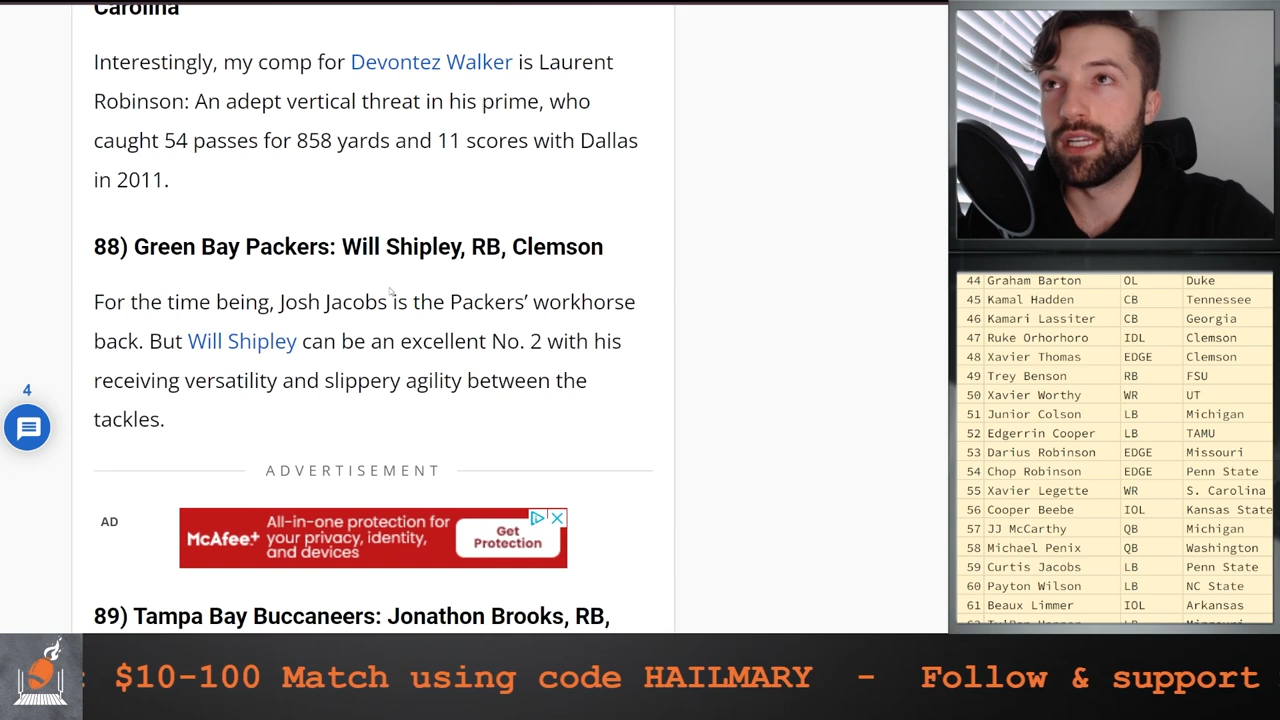 Carolina
Interestingly, my comp for Devontez Walker is Laurent
Robinson: An adept vertical threat in his prime, who
caught 54 passes for 858 yards and 11 scores with Dallas
in 2011.
88) Green Bay Packers: Will Shipley, RB, Clemson
For the time being, Josh Jacobs is the Packers’ workhorse
back. But Will Shipley can be an excellent No. 2 with his
receiving versatility and slippery agility between the
tackles.
4
ADVERTISEMENT
AD
McAfee+
All-in-one protection for
your privacy, identity,
and devices
Get
Protection
89) Tampa Bay Buccaneers: Jonathon Brooks, RB,
44 Graham Barton OL Duke
45 Kamal Hadden CB Tennessee
46 Kamari Lassiter CB Georgia
47 Ruke Orhorhoro IDL Clemson
48 Xavier Thomas EDGE Clemson
49 Trey Benson RB FSU
50 Xavier Worthy WR UT
51 Junior Colson LB Michigan
52 Edgerrin Cooper LB TAMU
53 Darius Robinson EDGE Missouri
54 Chop Robinson EDGE Penn State
55 Xavier Legette WR S. Carolina
56 Cooper Beebe IOL Kansas State
57 JJ McCarthy QB Michigan
58 Michael Penix QB Washington
59 Curtis Jacobs LB Penn State
60 Payton Wilson LB NC State
61 Beaux Limmer IOL Arkansas
: $10-100 Match using code HAILMARY - Follow & support